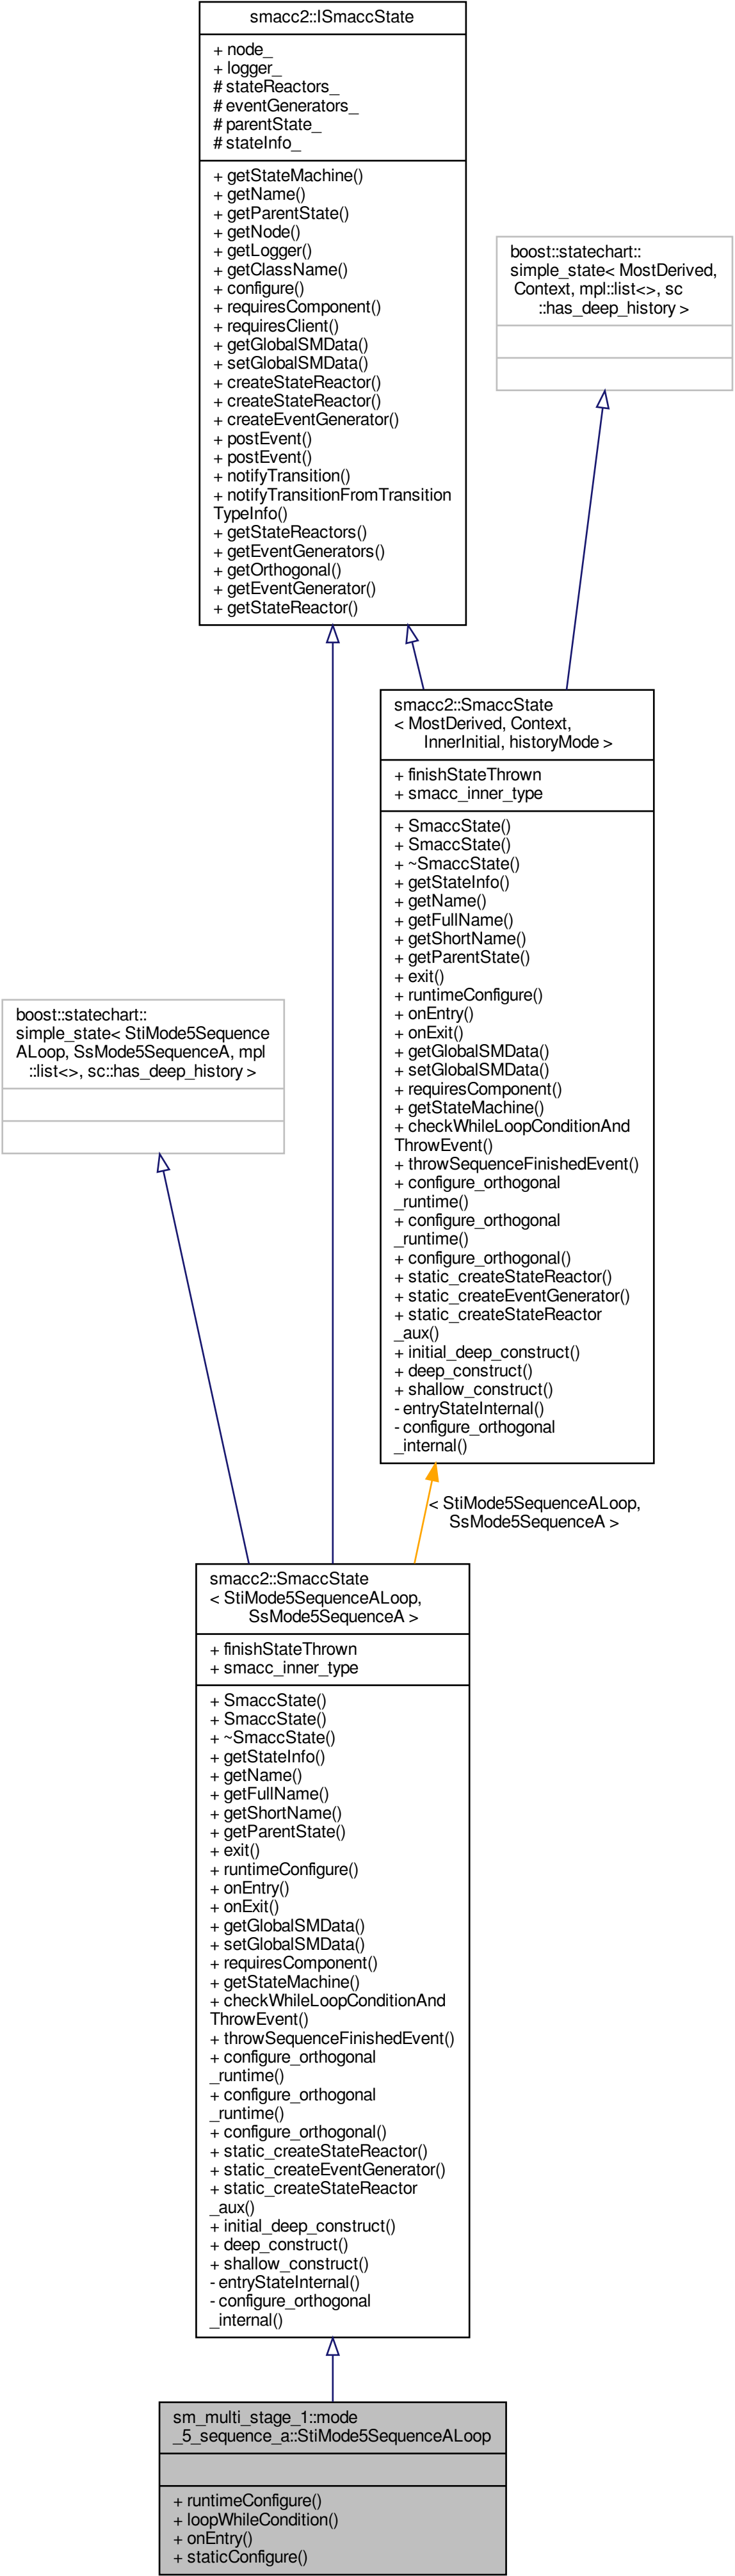 smacc2::ISmaccState
+ node_
+ logger_
# stateReactors_
# eventGenerators_
# parentState_
# stateInfo_
+ getStateMachine()
+ getName()
+ getParentState()
+ getNode()
+ getLogger()
+ getClassName()
+ configure()
+ requiresComponent()
+ requiresClient()
+ getGlobalSMData()
+ setGlobalSMData()
+ createStateReactor()
+ createStateReactor()
+ createEventGenerator()
+ postEvent()
+ postEvent()
+ notifyTransition()
+ notifyTransitionFromTransition
TypeInfo()
+ getStateReactors()
+ getEventGenerators()
+ getOrthogonal()
+ getEventGenerator()
+ getStateReactor()
boost::statechart::
simple_state< MostDerived,
Context, mpl::list<>, sc
::has_deep_history >
smacc2::SmaccState
< MostDerived, Context,
InnerInitial, historyMode >
+ finishStateThrown
+ smacc_inner_type
+ SmaccState()
+ SmaccState()
+ ~SmaccState()
+ getStateInfo()
+ getName()
+ getFullName()
+ getShortName()
+ getParentState()
+ exit()
+ runtimeConfigure()
+ onEntry()
+ onExit()
+ getGlobalSMData()
+ setGlobalSMData()
+ requiresComponent()
+ getStateMachine()
+ checkWhileLoopConditionAnd
ThrowEvent()
+ throwSequenceFinishedEvent()
+ configure_orthogonal
_runtime()
+ configure_orthogonal
_runtime()
+ configure_orthogonal()
+ static_createStateReactor()
+ static_createEventGenerator()
+ static_createStateReactor
_aux()
+ initial_deep_construct()
+ deep_construct()
+ shallow_construct()
- entryStateInternal()
- configure_orthogonal
_internal()
boost::statechart::
simple_state< StiMode5Sequence
ALoop, SsMode5SequenceA, mpl
::list<>, sc::has_deep_history >
< StiMode5SequenceALoop,
SsMode5SequenceA >
smacc2::SmaccState
< StiMode5SequenceALoop,
SsMode5SequenceA >
+ finishStateThrown
+ smacc_inner_type
+ SmaccState()
+ SmaccState()
+ ~SmaccState()
+ getStateInfo()
+ getName()
+ getFullName()
+ getShortName()
+ getParentState()
+ exit()
+ runtimeConfigure()
+ onEntry()
+ onExit()
+ getGlobalSMData()
+ setGlobalSMData()
+ requiresComponent()
+ getStateMachine()
+ checkWhileLoopConditionAnd
ThrowEvent()
+ throwSequenceFinishedEvent()
+ configure_orthogonal
_runtime()
+ configure_orthogonal
_runtime()
+ configure_orthogonal()
+ static_createStateReactor()
+ static_createEventGenerator()
+ static_createStateReactor
_aux()
+ initial_deep_construct()
+ deep_construct()
+ shallow_construct()
- entryStateInternal()
- configure_orthogonal
_internal()
sm_multi_stage_1::mode
_5_sequence_a::StiMode5SequenceALoop
+ runtimeConfigure()
+ loopWhileCondition()
+ onEntry()
+ staticConfigure()